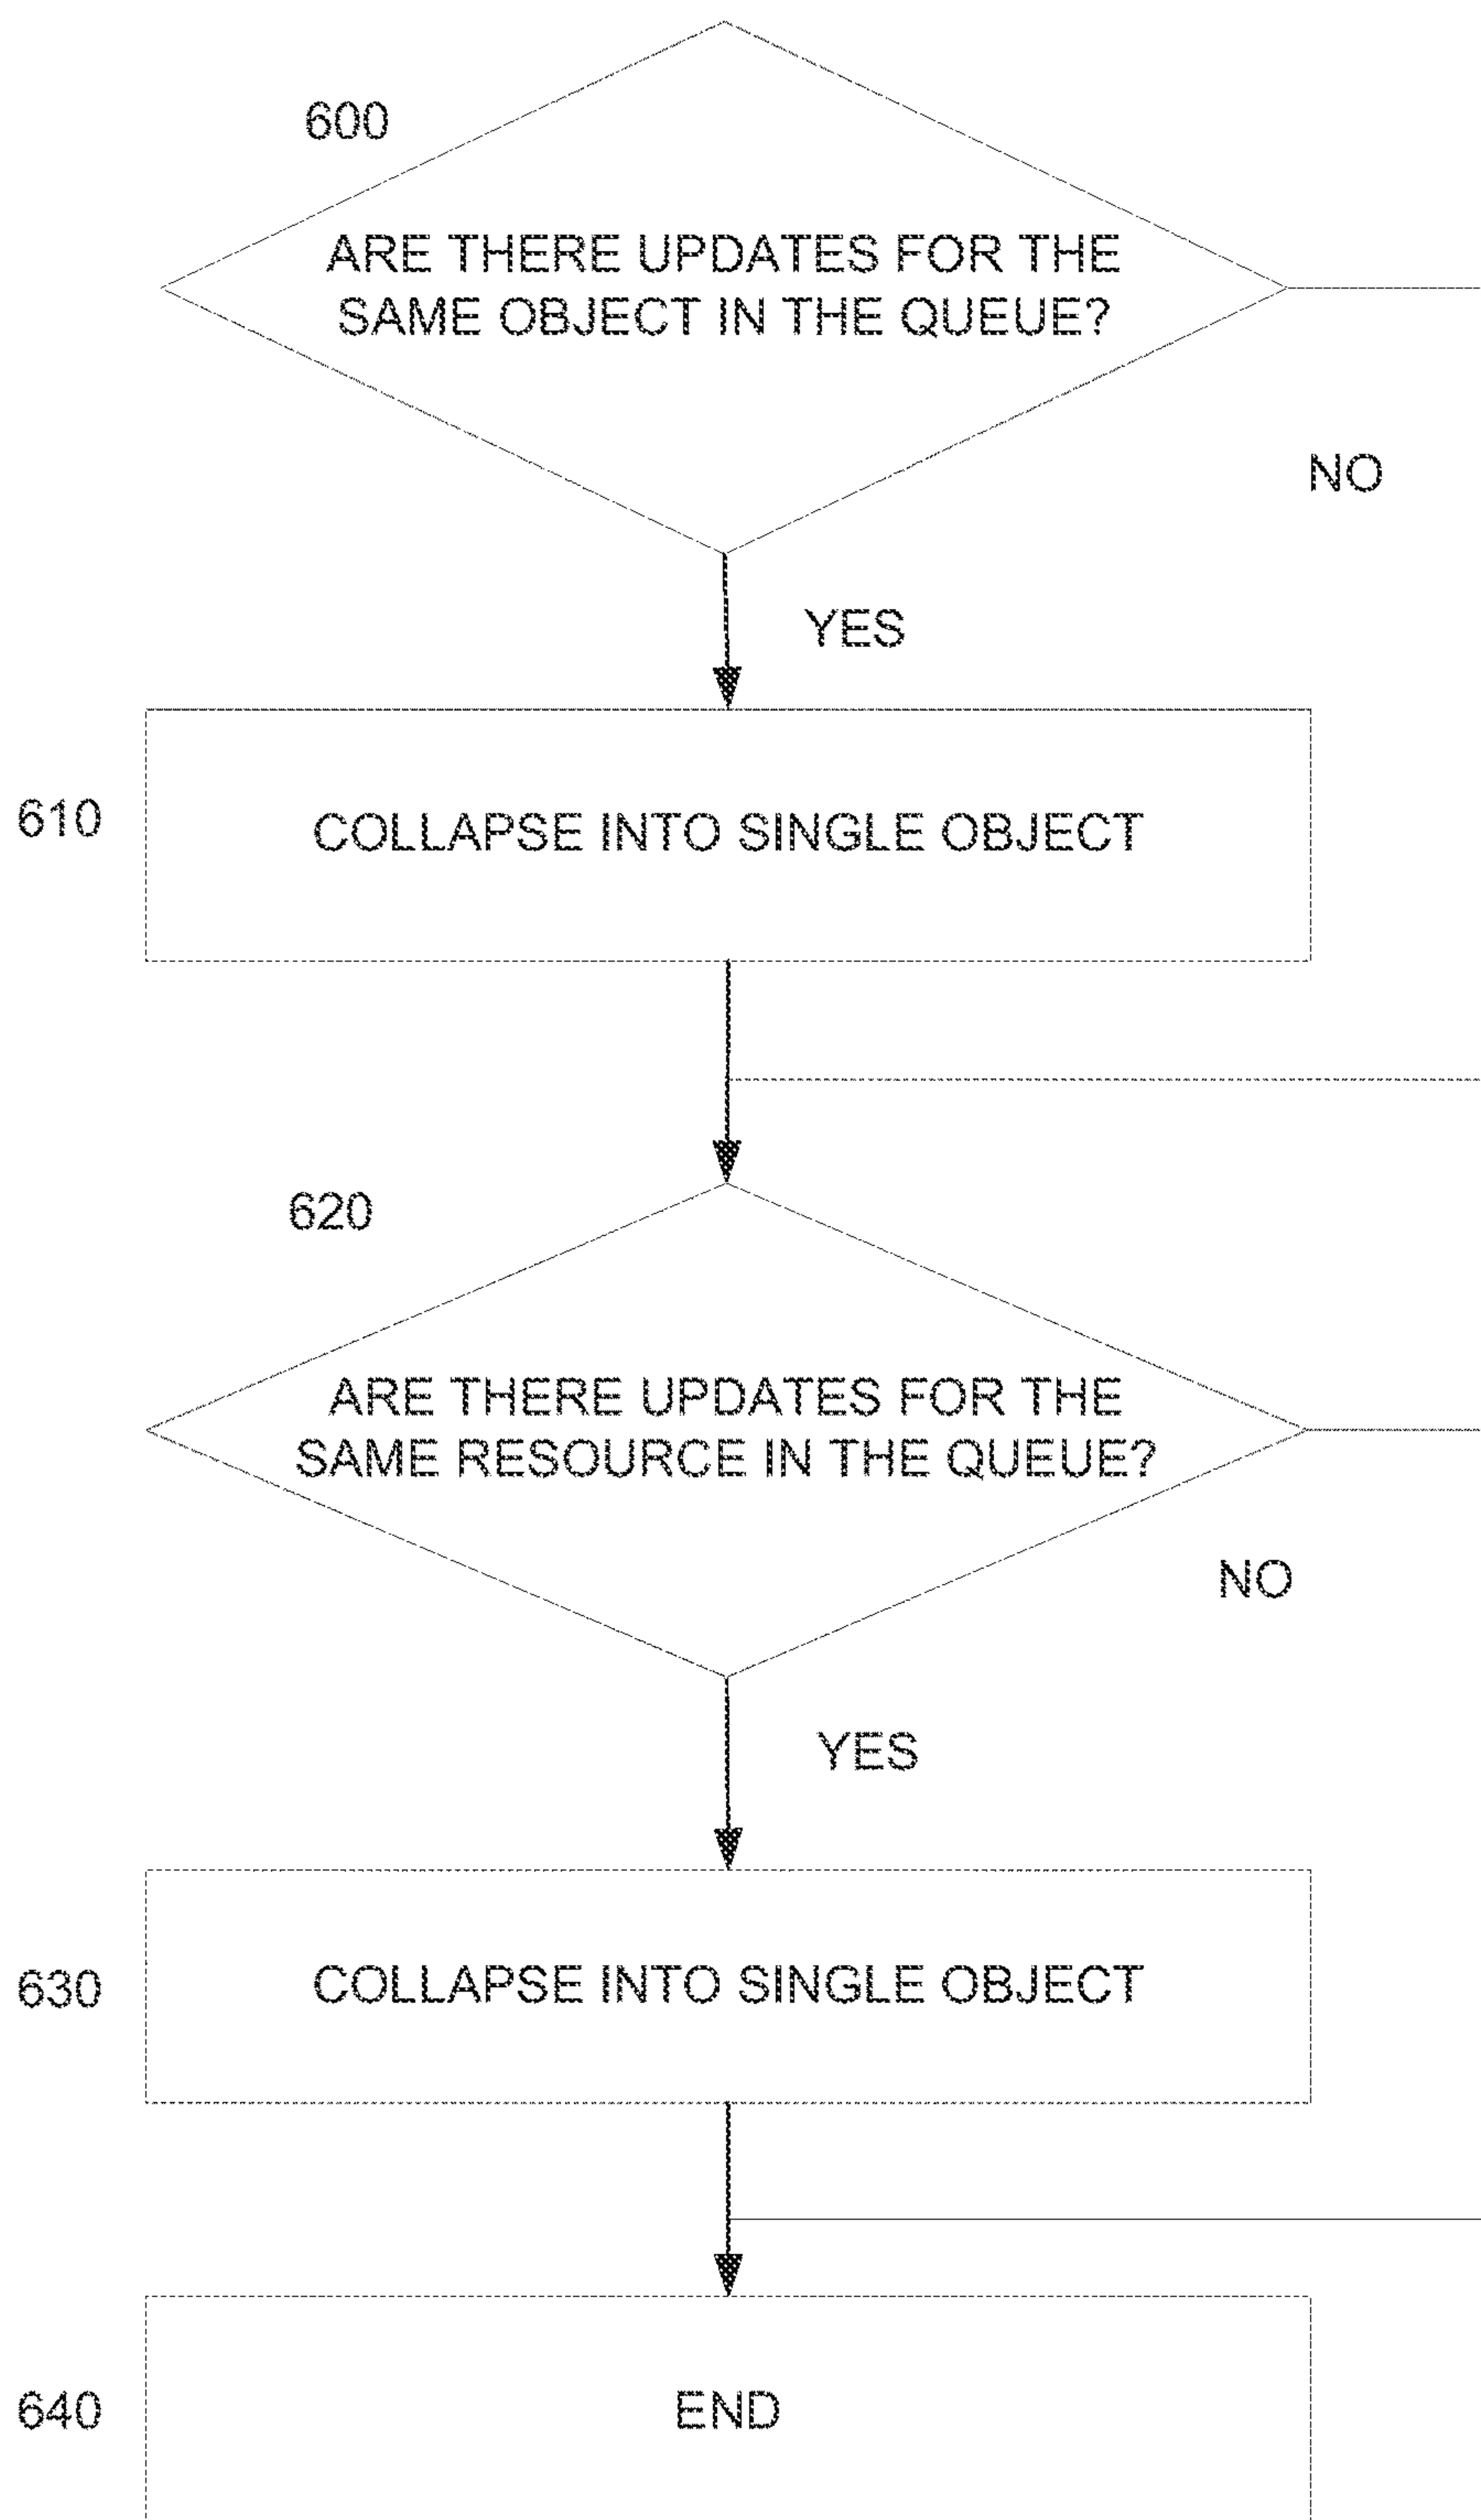 600
ARE THERE UPDATES FOR THE
SAME OBJECT IN THE QUEUE?
NO
YES
610
COLLAPSE INTO SINGLE OBJECT
620
ARE THERE UPDATES FOR THE
SAME RESOURCE IN THE QUEUE?
NO
YES
630
COLLAPSE INTO SINGLE OBJECT
640
END